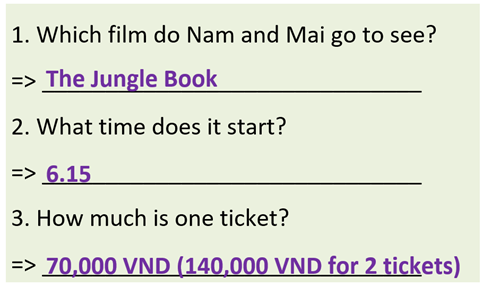 1. Which film do Nam and Mai go to see?
=> The Jungle Book
2. What time does it start?
=> 6.15
3. How much is one ticket?
=> 70,000 VND (140,000 VND for 2 tickets)